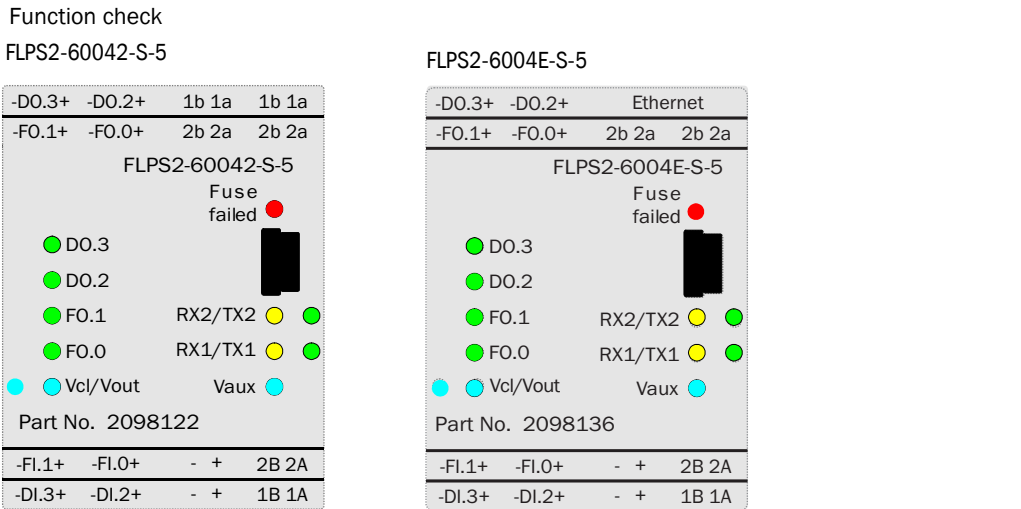 Function check
FLPS2-60042-S-5
-DO.3+ -DO.2+ 1b 1a 1b 1a
-FO.1+ -FO.0+ 2b 2a 2b 2a
FLPS2-60042-S-5
Fuse
failed
DO.3
DO.2
FO.1 RX2/TX2
FO.0 RX1/TX1
Vcl/Vout Vaux
Part No. 2098122
-FI.1+ -FI.0+ - + 2B 2A
-DI.3+ -DI.2+ - + 1B 1A
FLPS2-6004E-S-5
-DO.3+ -DO.2+ Ethernet
-FO.1+ -FO.0+ 2b 2a 2b 2a
FLPS2-6004E-S-5
Fuse
failed
DO.3
DO.2
FO.1 RX2/TX2
FO.0 RX1/TX1
Vcl/Vout Vaux
Part No. 2098136
-FI.1+ -FI.0+ - + 2B 2A
-DI.3+ -DI.2+ - + 1B 1A